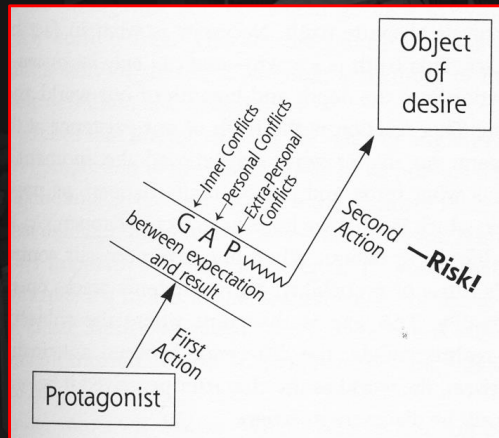 Object
of
desire
Inner Conflicts
Personal Conflicts
Extra-Personal
Conflicts
GAP
between expectation
and result
Second
Action
—Risk!
First
Action
Protagonist